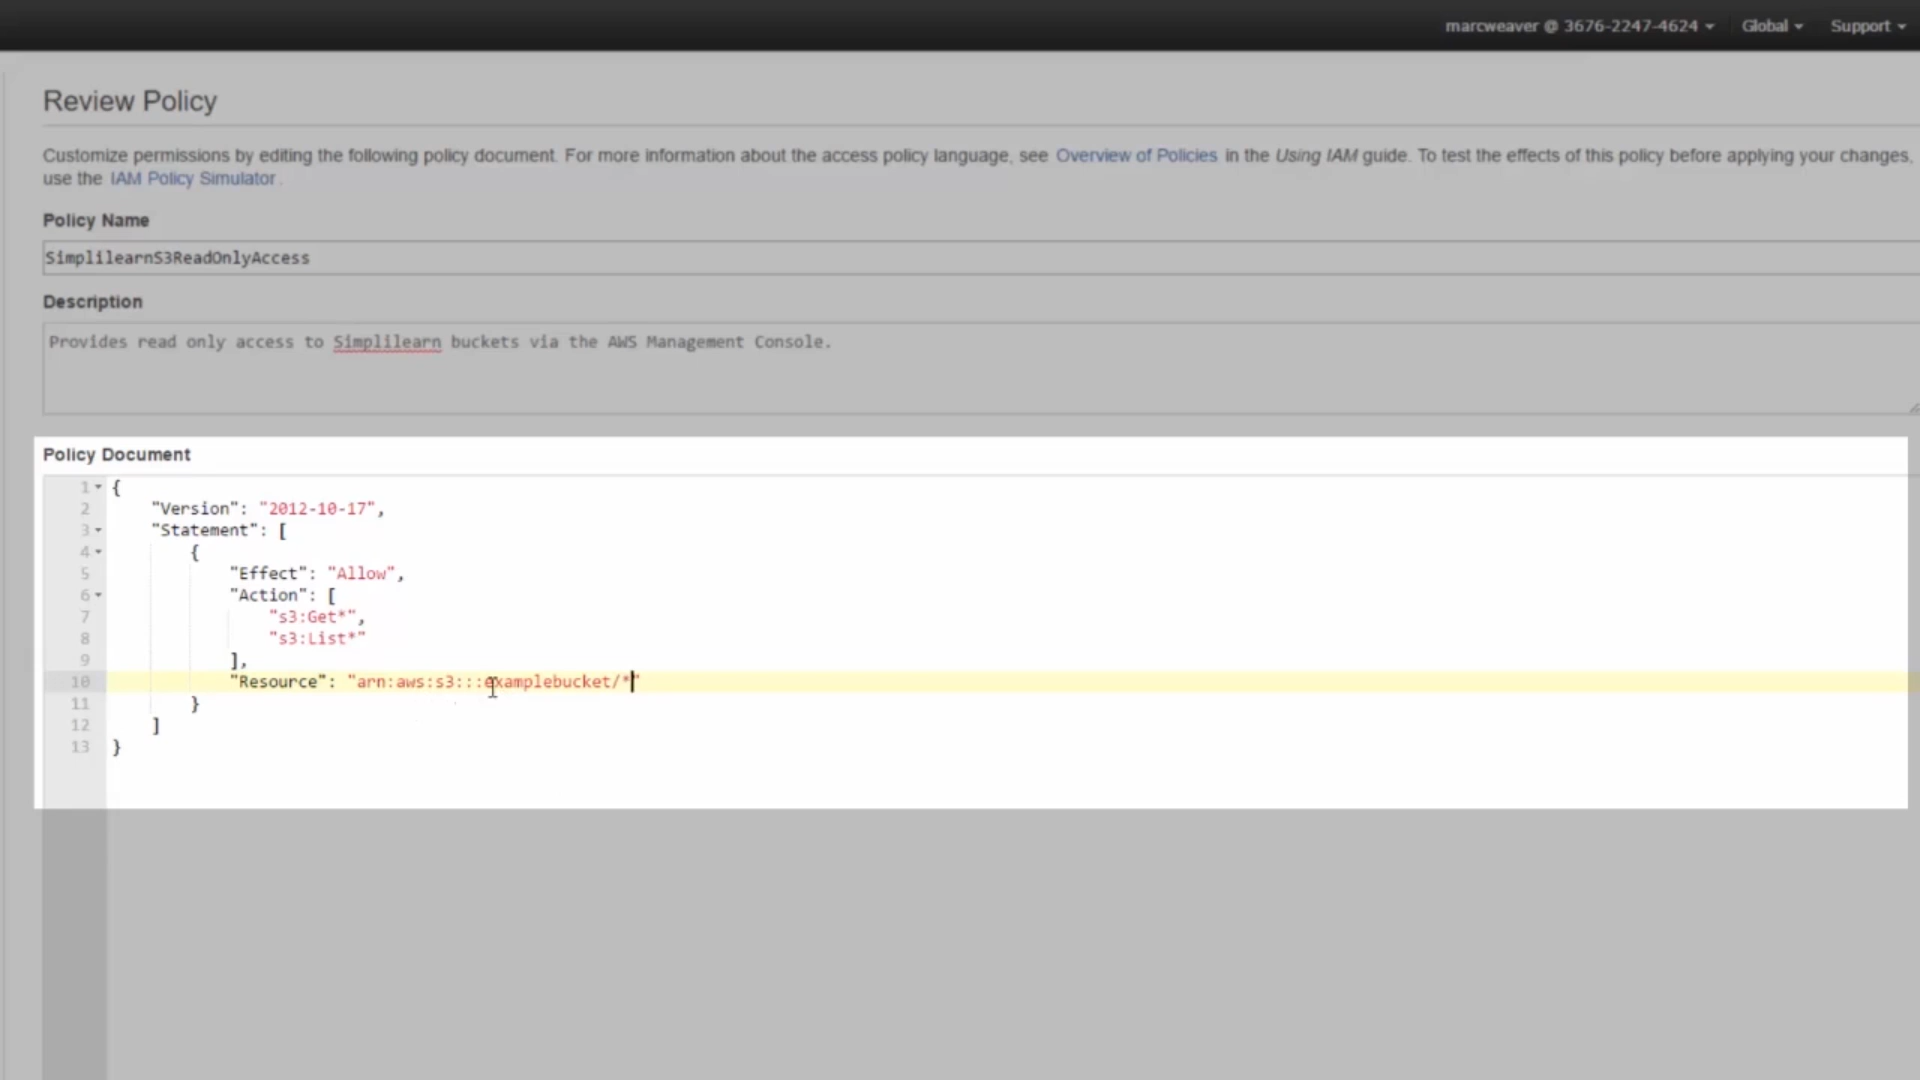 marcweaver @ 3676-2247-4624 Global Support
Review Policy
Customize permissions by editing the following policy document. For more information about the access policy language, see Overview of Policies in the Using IAM guide. To test the effects of this policy before applying your changes,
use the IAM Policy Simulator.
Policy Name
SimplilearnS3ReadOnlyAccess
Description
Provides read only access to Simplilearn buckets via the AWS Management Console.
Policy Document
1 {
2 "Version": "2012-10-17",
3 "Statement": [
4 {
5 "Effect": "Allow",
6 "Action": [
7 "s3:Get*",
8 "s3:List*"
9 ],
10 "Resource": "arn:aws:s3:::examplebucket/*"
11 }
12 ]
13 }